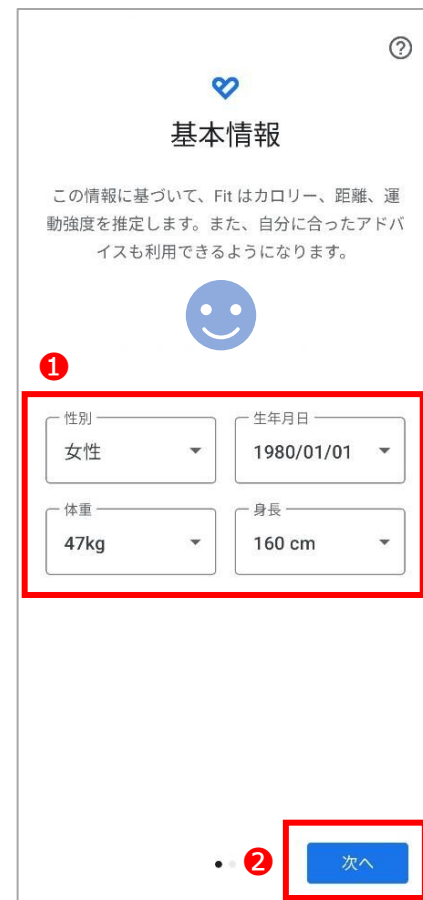 ?
基本情報
この情報に基づいて、Fit はカロリー、距離、運
動強度を推定します。また、自分に合ったアドバ
イスも利用できるようになります。
❶
性別
女性
生年月日
1980/01/01
体重
47kg
身長
160 cm
❷
次へ